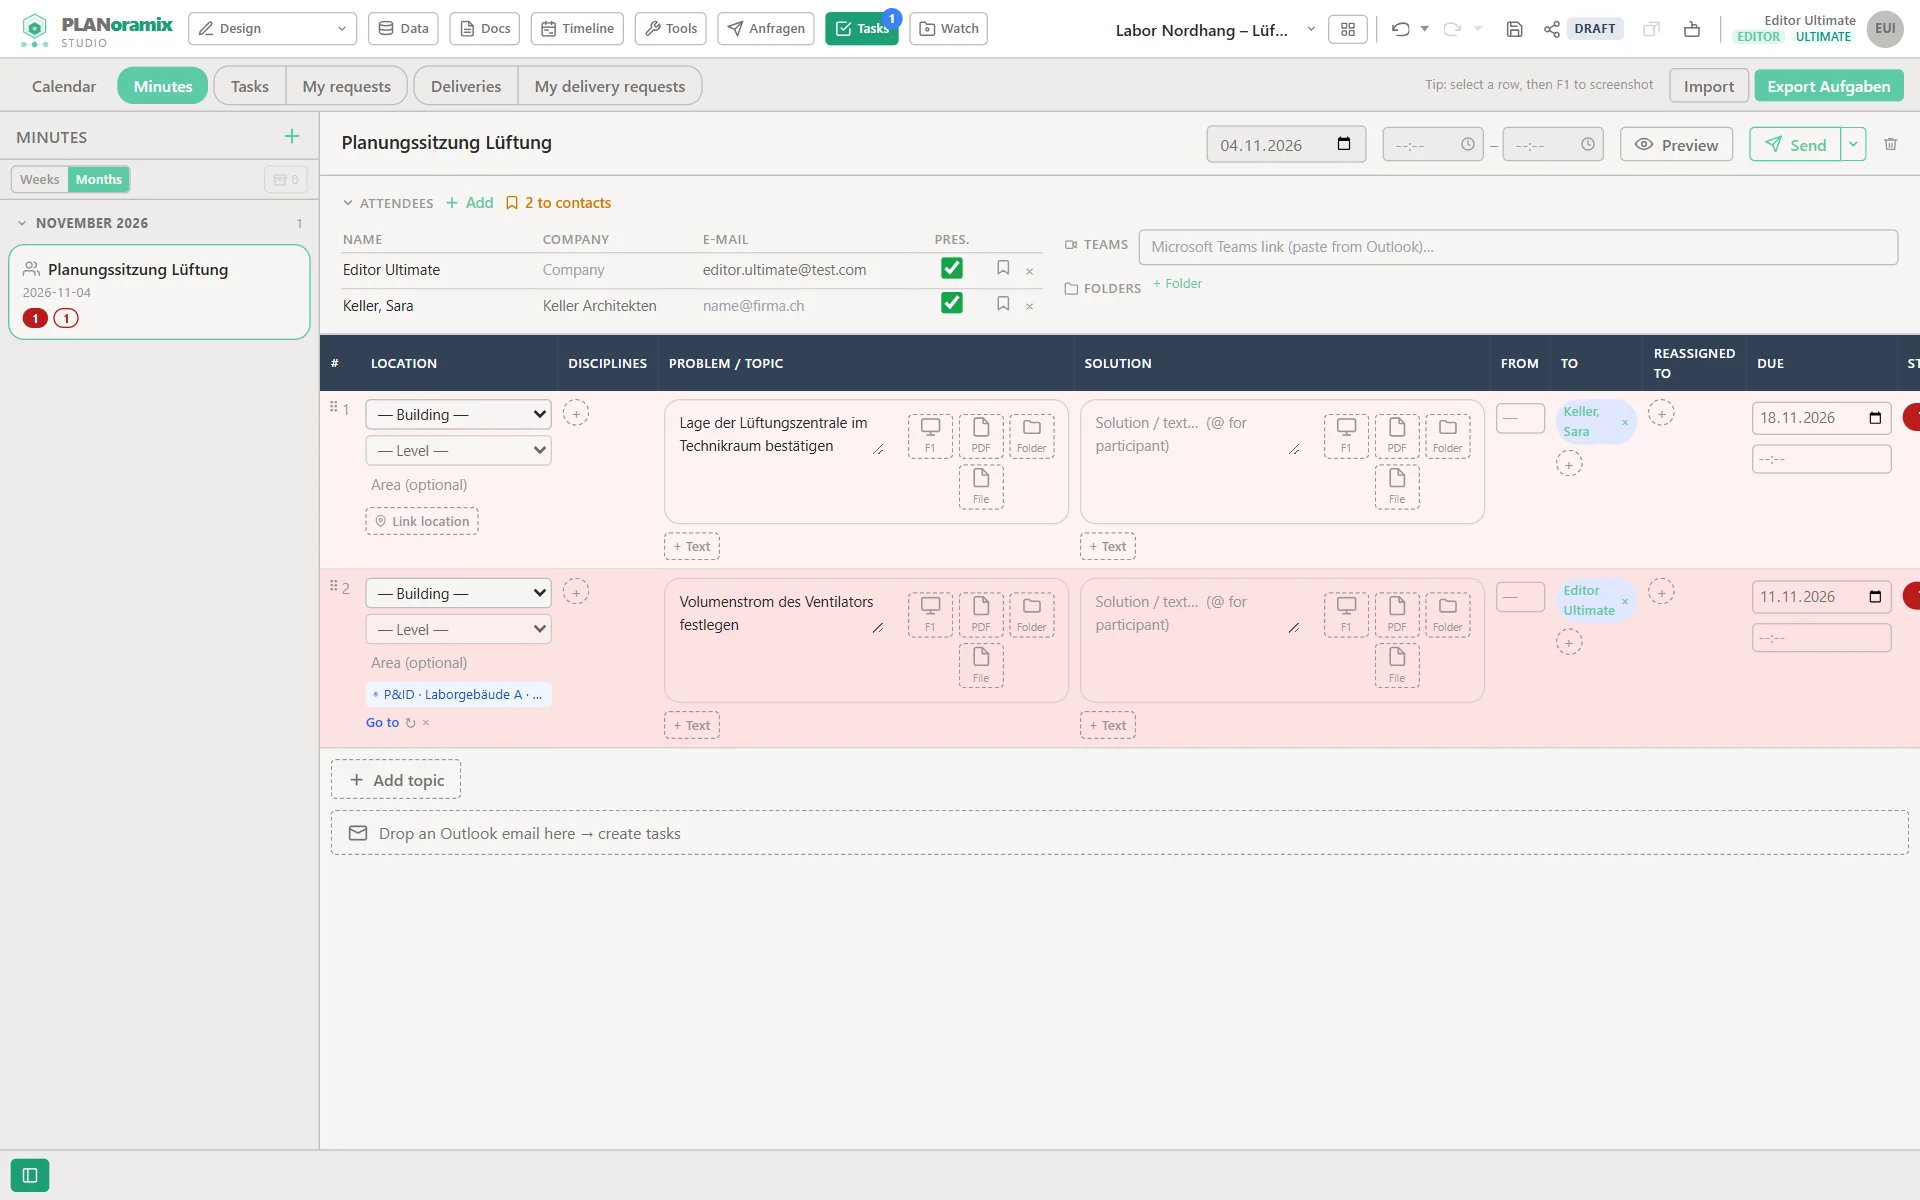 PLANoramix
STUDIO
Design
Data
Docs
Timeline
Tools
Anfragen
Tasks
1
Watch
Labor Nordhang – Lüf...
DRAFT
Editor Ultimate
EDITOR
ULTIMATE
EUI
Calendar
Minutes
Tasks
My requests
Deliveries
My delivery requests
Tip: select a row, then F1 to screenshot
Import
Export Aufgaben
MINUTES
+
Weeks
Months
0
NOVEMBER 2026
1
Planungssitzung Lüftung
2026-11-04
1
1
Planungssitzung Lüftung
04.11.2026
--:--
–
--:--
Preview
Send
ATTENDEES
+ Add
2 to contacts
NAME
COMPANY
E-MAIL
PRES.
Editor Ultimate
Company
editor.ultimate@test.com
×
Keller, Sara
Keller Architekten
name@firma.ch
×
TEAMS
Microsoft Teams link (paste from Outlook)...
FOLDERS
+ Folder
#
LOCATION
DISCIPLINES
PROBLEM / TOPIC
SOLUTION
FROM
TO
REASSIGNED
TO
DUE
ST
1
— Building —
— Level —
Area (optional)
Link location
+
Lage der Lüftungszentrale im
Technikraum bestätigen
F1
PDF
Folder
File
+ Text
Solution / text... (@ for
participant)
F1
PDF
Folder
File
+ Text
—
Keller,
Sara
×
+
+
18.11.2026
--:--
2
— Building —
— Level —
Area (optional)
P&ID · Laborgebäude A · ...
Go to ↻ ×
+
Volumenstrom des Ventilators
festlegen
F1
PDF
Folder
File
+ Text
Solution / text... (@ for
participant)
F1
PDF
Folder
File
+ Text
—
Editor
Ultimate
×
+
+
11.11.2026
--:--
+ Add topic
Drop an Outlook email here → create tasks